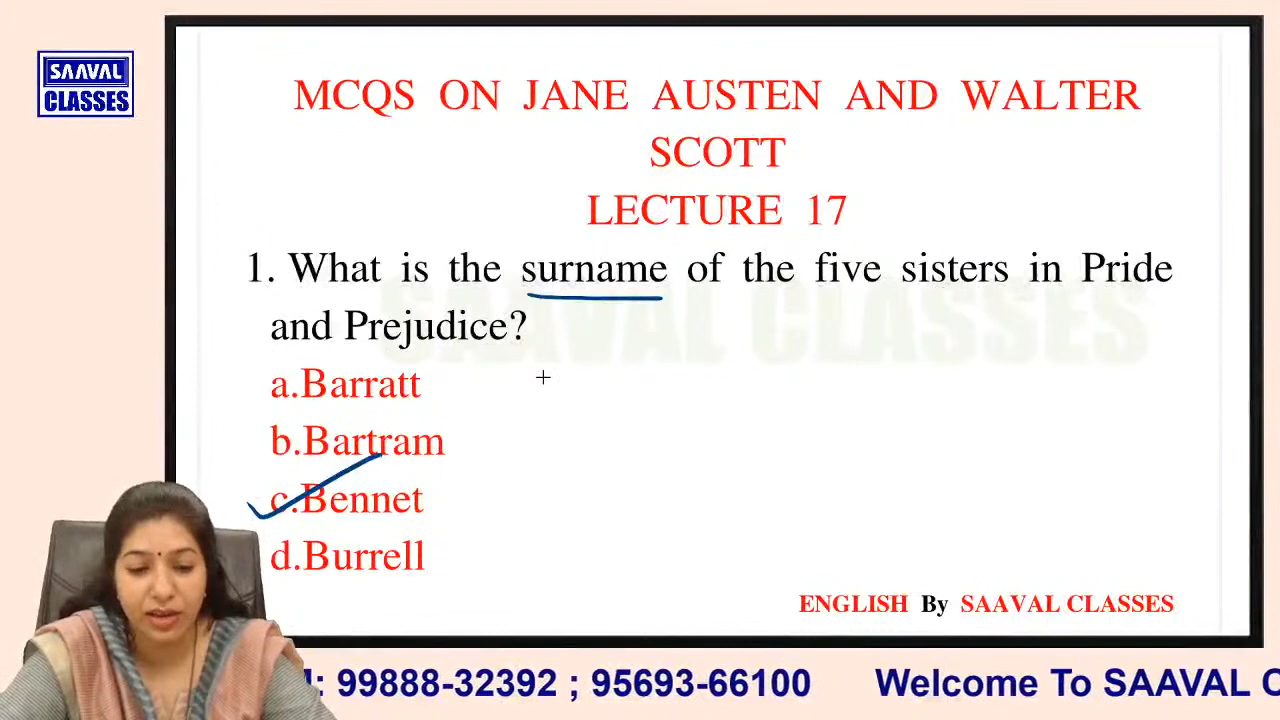 SAAVAL
CLASSES
MCQS ON JANE AUSTEN AND WALTER
SCOTT
LECTURE 17
1. What is the surname of the five sisters in Pride
and Prejudice?
SAAVAL CLASSES
a.Barratt
b.Bartram
c.Bennet
d.Burrell
ENGLISH By SAAVAL CLASSES
: 99888-32392 ; 95693-66100 Welcome To SAAVAL C